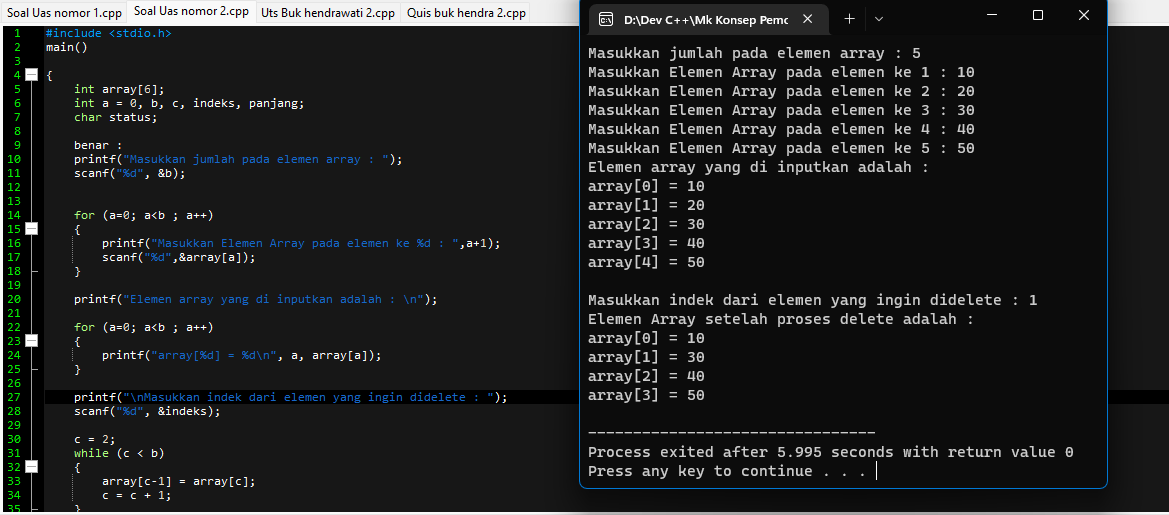 Soal Uas nomor 1.cpp Soal Uas nomor 2.cpp Uts Buk hendrawati 2.cpp Quis buk hendra 2.cpp
1 #include <stdio.h>
2 main()
3
4 {
5 int array[6];
6 int a = 0, b, c, indeks, panjang;
7 char status;
8
9 benar :
10 printf("Masukkan jumlah pada elemen array : ");
11 scanf("%d", &b);
12
13
14 for (a=0; a<b ; a++)
15 {
16 printf("Masukkan Elemen Array pada elemen ke %d : ",a+1);
17 scanf("%d",&array[a]);
18 }
19
20 printf("Elemen array yang di inputkan adalah : \n");
21
22 for (a=0; a<b ; a++)
23 {
24 printf("array[%d] = %d\n", a, array[a]);
25 }
26
27 printf("\nMasukkan indek dari elemen yang ingin didelete : ");
28 scanf("%d", &indeks);
29
30 c = 2;
31 while (c < b)
32 {
33 array[c-1] = array[c];
34 c = c + 1;
35 }
D:\Dev C++\Mk Konsep Pemc
Masukkan jumlah pada elemen array : 5
Masukkan Elemen Array pada elemen ke 1 : 10
Masukkan Elemen Array pada elemen ke 2 : 20
Masukkan Elemen Array pada elemen ke 3 : 30
Masukkan Elemen Array pada elemen ke 4 : 40
Masukkan Elemen Array pada elemen ke 5 : 50
Elemen array yang di inputkan adalah :
array[0] = 10
array[1] = 20
array[2] = 30
array[3] = 40
array[4] = 50

Masukkan indek dari elemen yang ingin didelete : 1
Elemen Array setelah proses delete adalah :
array[0] = 10
array[1] = 30
array[2] = 40
array[3] = 50

--------------------------------
Process exited after 5.995 seconds with return value 0
Press any key to continue . . .